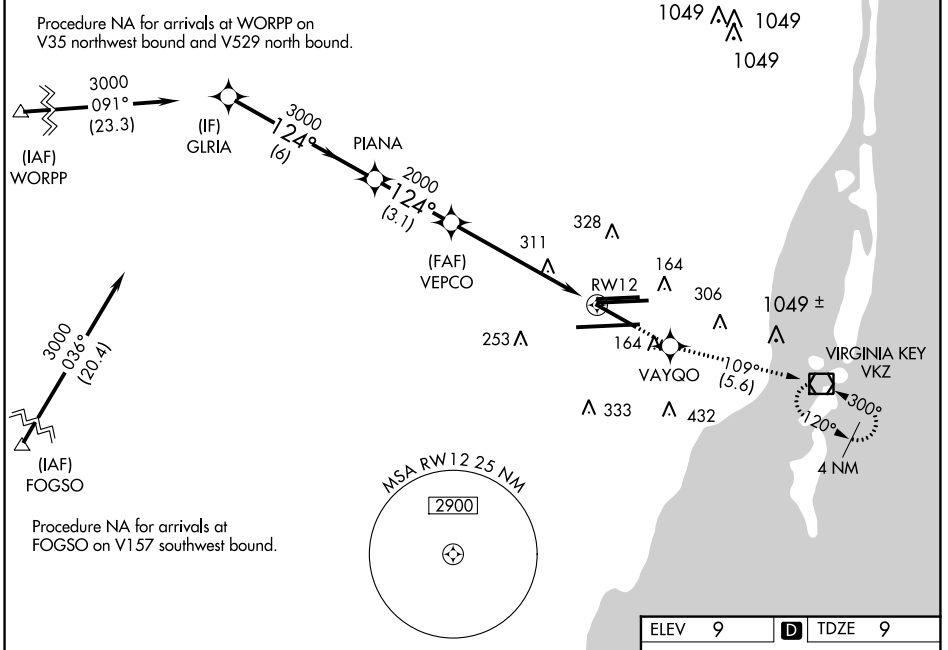 Procedure NA for arrivals at WORPP on
V35 northwest bound and V529 north bound.
1049
1049
1049
3000
091°
(23.3)
(IAF)
WORPP
(IF)
GLRIA
3000
124°
(6)
PIANA
2000
124°
(3.1)
(FAF)
VEPCO
311
328
RW12
164
306
1049 ±
253
164
VAYQO
109°
(5.6)
VIRGINIA KEY
VKZ
300°
120°
4 NM
333
432
3000
036°
(20.4)
(IAF)
FOGSO
Procedure NA for arrivals at
FOGSO on V157 southwest bound.
MSA RW12 25 NM
2900
ELEV 9 D TDZE 9